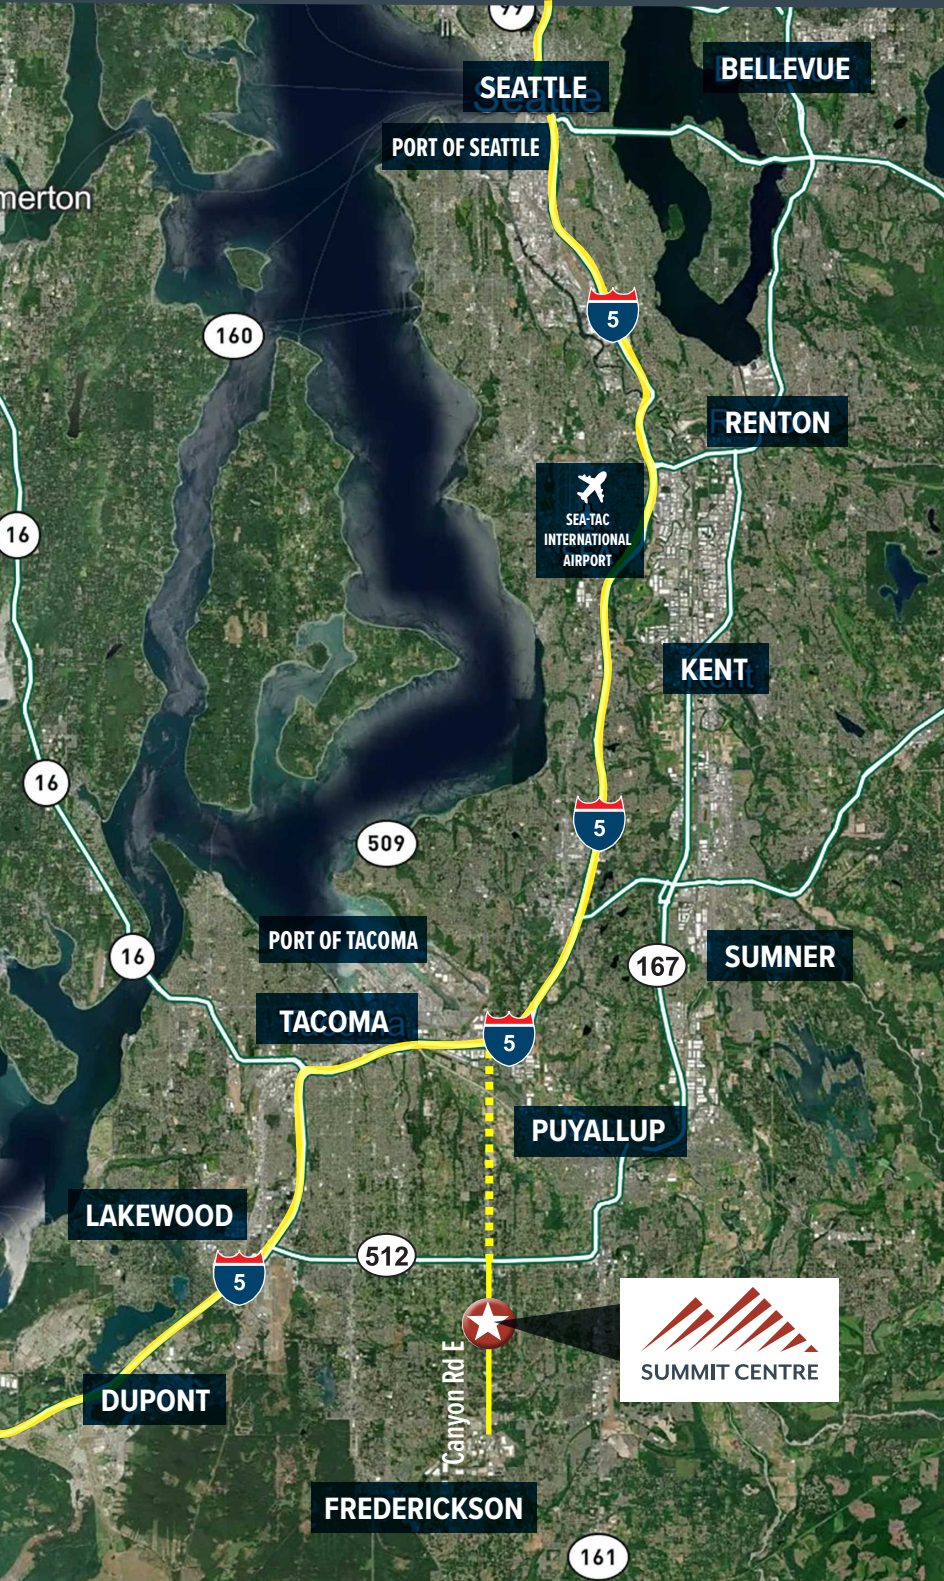 99
SEATTLE
BELLEVUE
PORT OF SEATTLE
merton
5
160
RENTON
SEA-TAC
INTERNATIONAL
AIRPORT
16
KENT
16
5
509
PORT OF TACOMA
16
167
SUMNER
TACOMA
5
PUYALLUP
LAKEWOOD
512
5
SUMMIT CENTRE
Canyon Rd E
DUPONT
FREDERICKSON
161